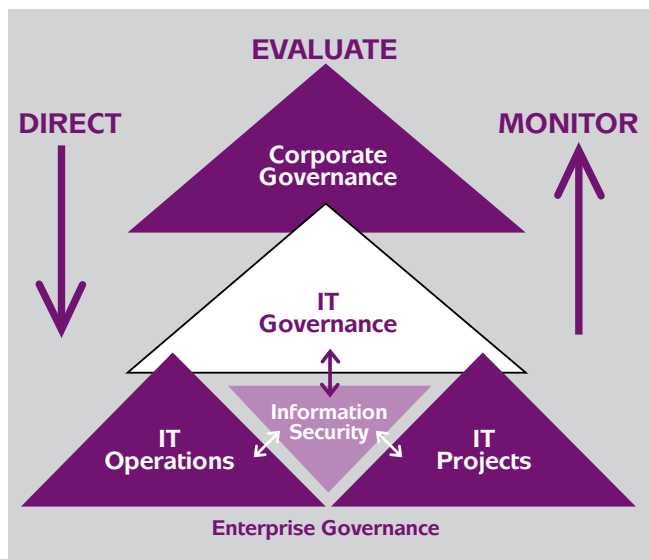 EVALUATE
DIRECT
MONITOR
Corporate
Governance
IT
Governance
Information
Security
IT
Operations
IT
Projects
Enterprise Governance